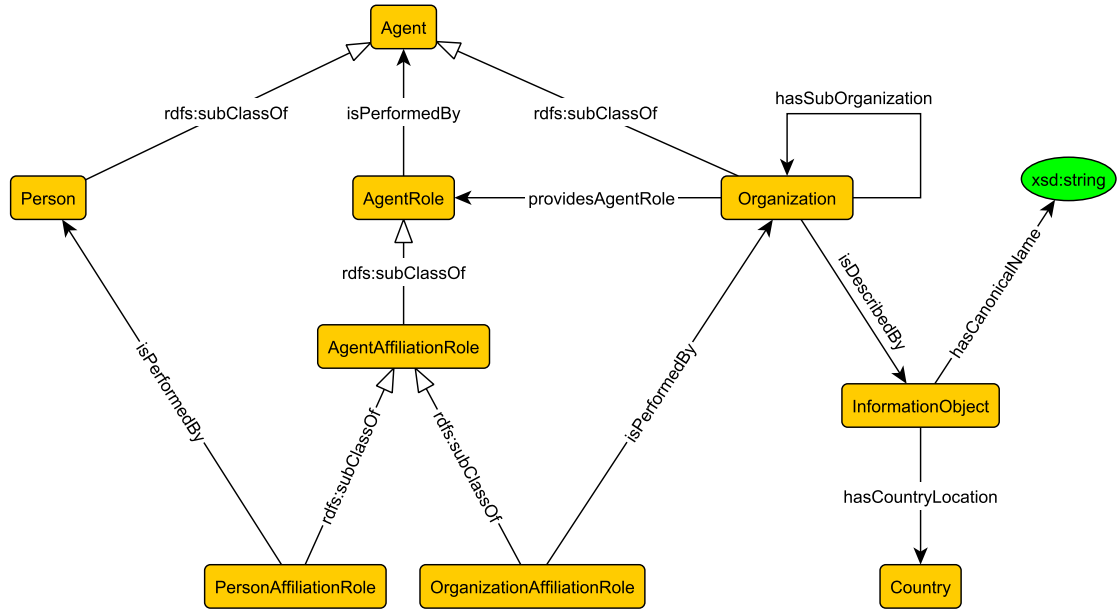 Agent
rdfs:subClassOf
isPerformedBy
rdfs:subClassOf
hasSubOrganization
Person
AgentRole
providesAgentRole
Organization
xsd:string
rdfs:subClassOf
isDescribedBy
hasCanonicalName
AgentAffiliationRole
isPerformedBy
rdfs:subClassOf
rdfs:subClassOf
isPerformedBy
InformationObject
hasCountryLocation
PersonAffiliationRole
OrganizationAffiliationRole
Country